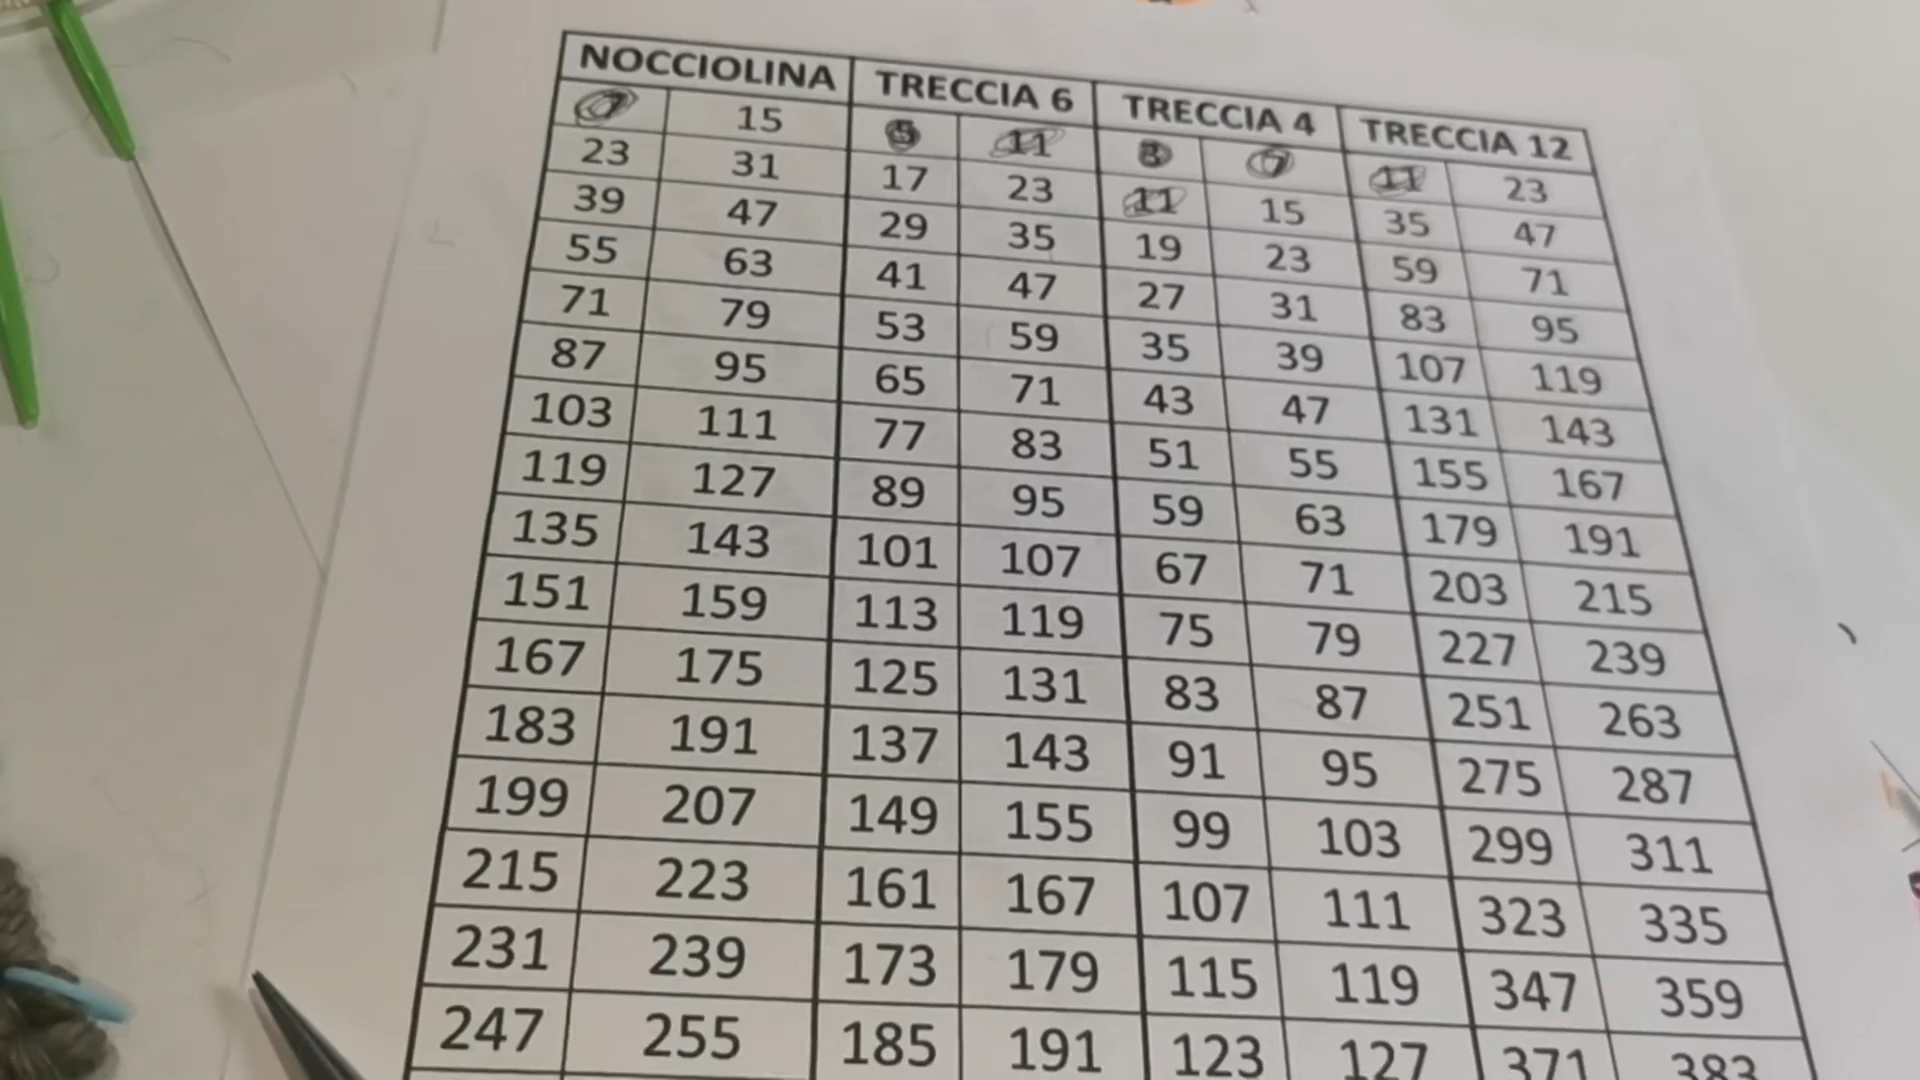 NOCCIOLINA TRECCIA 6 TRECCIA 4 TRECCIA 12
7 15 5 11 3 7 11 23
23 31 17 23 11 15 35 47
39 47 29 35 19 23 59 71
55 63 41 47 27 31 83 95
71 79 53 59 35 39 107 119
87 95 65 71 43 47 131 143
103 111 77 83 51 55 155 167
119 127 89 95 59 63 179 191
135 143 101 107 67 71 203 215
151 159 113 119 75 79 227 239
167 175 125 131 83 87 251 263
183 191 137 143 91 95 275 287
199 207 149 155 99 103 299 311
215 223 161 167 107 111 323 335
231 239 173 179 115 119 347 359
247 255 185 191 123 127 371 383